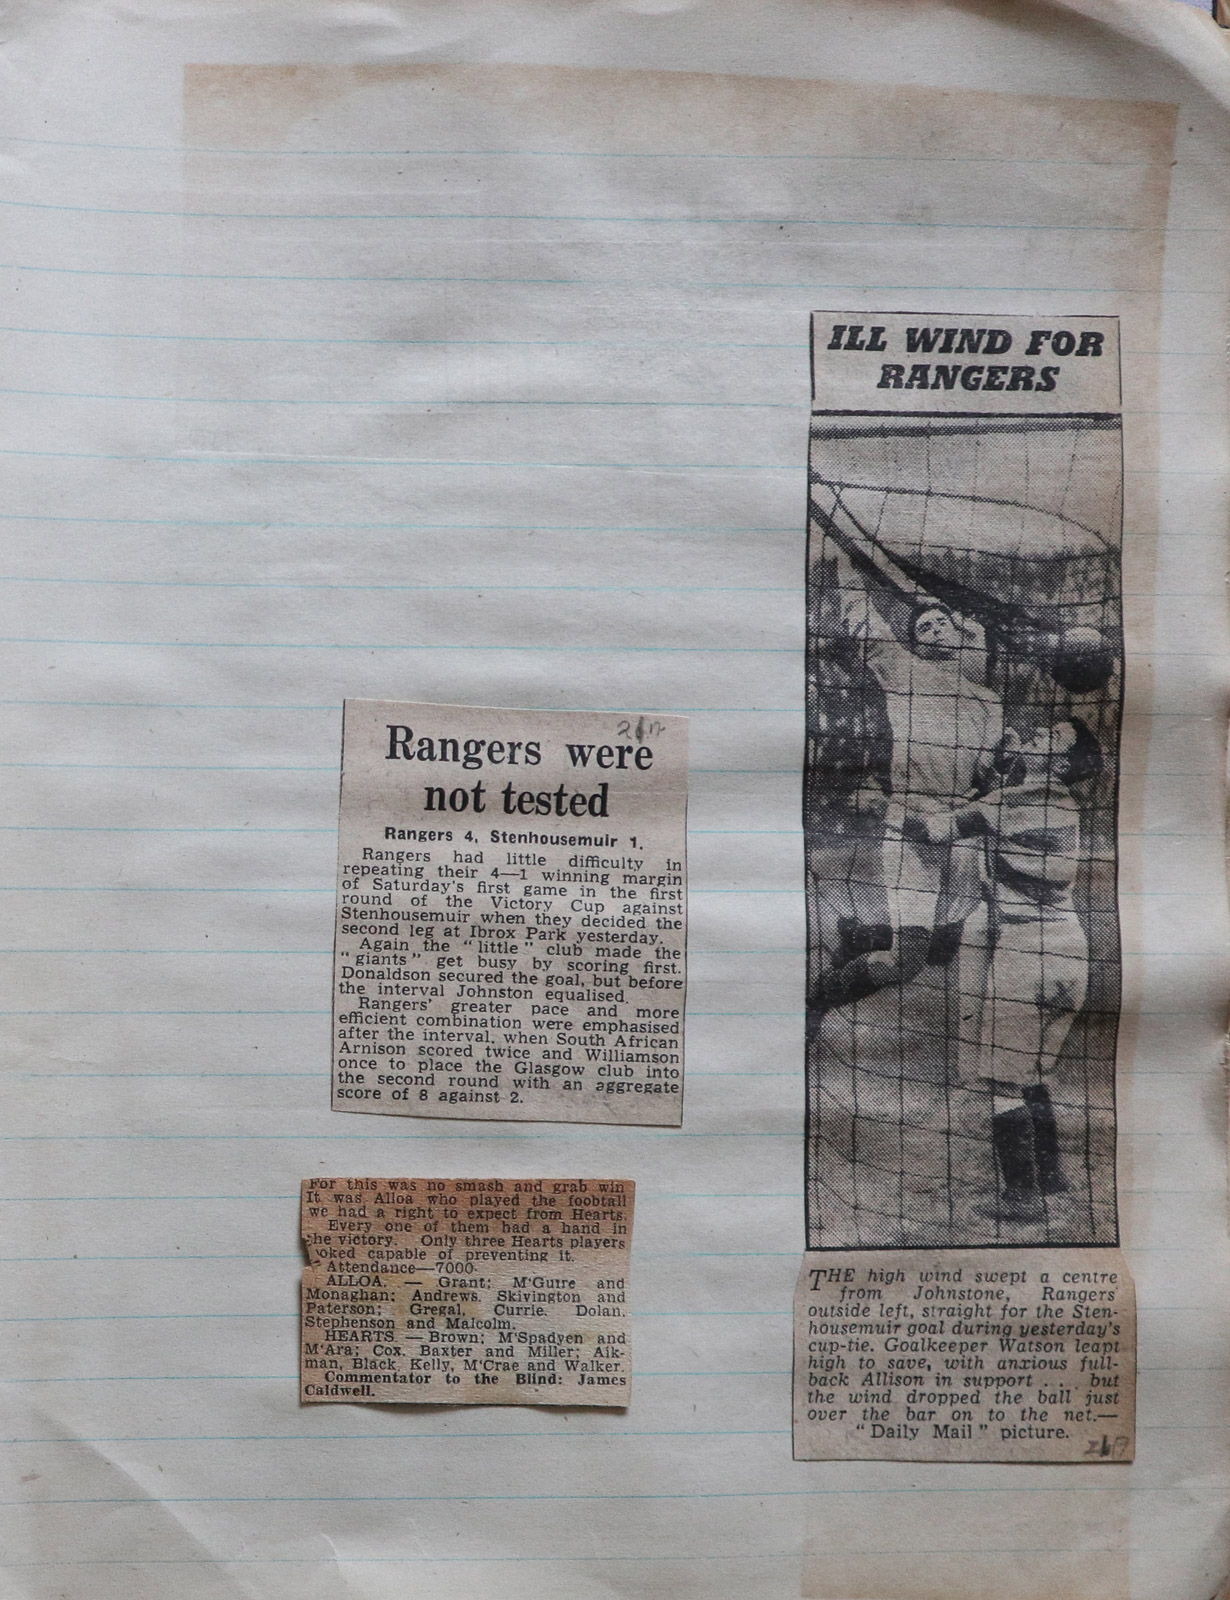 Rangers were
not tested
Rangers 4, Stenhousemuir 1.
Rangers had little difficulty in
repeating their 4—1 winning margin
of Saturday's first game in the first
round of the Victory Cup against
Stenhousemuir when they decided the
second leg at Ibrox Park yesterday.
Again the "little" club made the
"giants" get busy by scoring first.
Donaldson secured the goal, but before
the interval Johnston equalised.
Rangers' greater pace and more
efficient combination were emphasised
after the interval, when South African
Arnison scored twice and Williamson
once to place the Glasgow club into
the second round with an aggregate
score of 8 against 2.
For this was no smash and grab win
It was Alloa who played the foobtall
we had a right to expect from Hearts.
Every one of them had a hand in
the victory. Only three Hearts players
oked capable of preventing it.
Attendance—7000
ALLOA. — Grant; M'Guire and
Monaghan; Andrews, Skivington and
Paterson; Gregal, Currie, Dolan,
Stephenson and Malcolm.
HEARTS — Brown; M'Spadyen and
M'Ara; Cox, Baxter and Miller; Aik-
man, Black, Kelly, M'Crae and Walker.
Commentator to the Blind: James
Caldwell.
ILL WIND FOR
RANGERS
THE high wind swept a centre
from Johnstone, Rangers
outside left, straight for the Sten-
housemuir goal during yesterday's
cup-tie. Goalkeeper Watson leapt
high to save, with anxious full-
back Allison in support . . . but
the wind dropped the ball just
over the bar on to the net.—
"Daily Mail" picture.